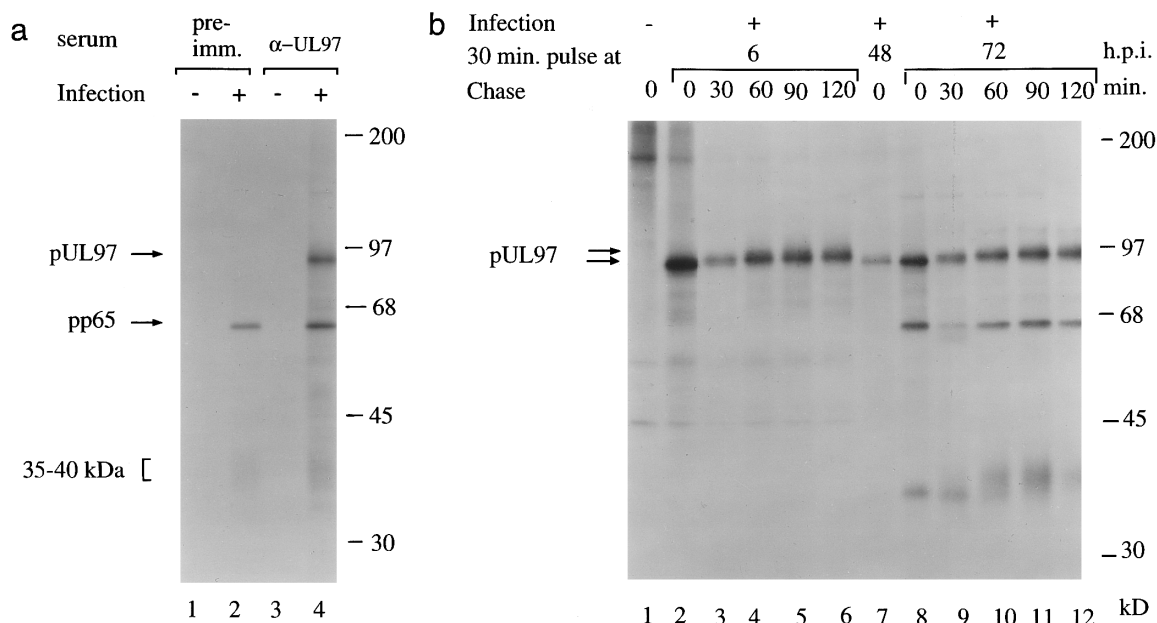 a
pre-
serum imm. α-UL97
Infection - + - +
200
pUL97 97
68
pp65
45
35-40 kDa
30
1 2 3 4
b
Infection - + + +
30 min. pulse at 6 48 72 h.p.i.
Chase 0 0 30 60 90 120 0 0 30 60 90 120 min.
200
pUL97 97
68
45
30
kD
1 2 3 4 5 6 7 8 9 10 11 12